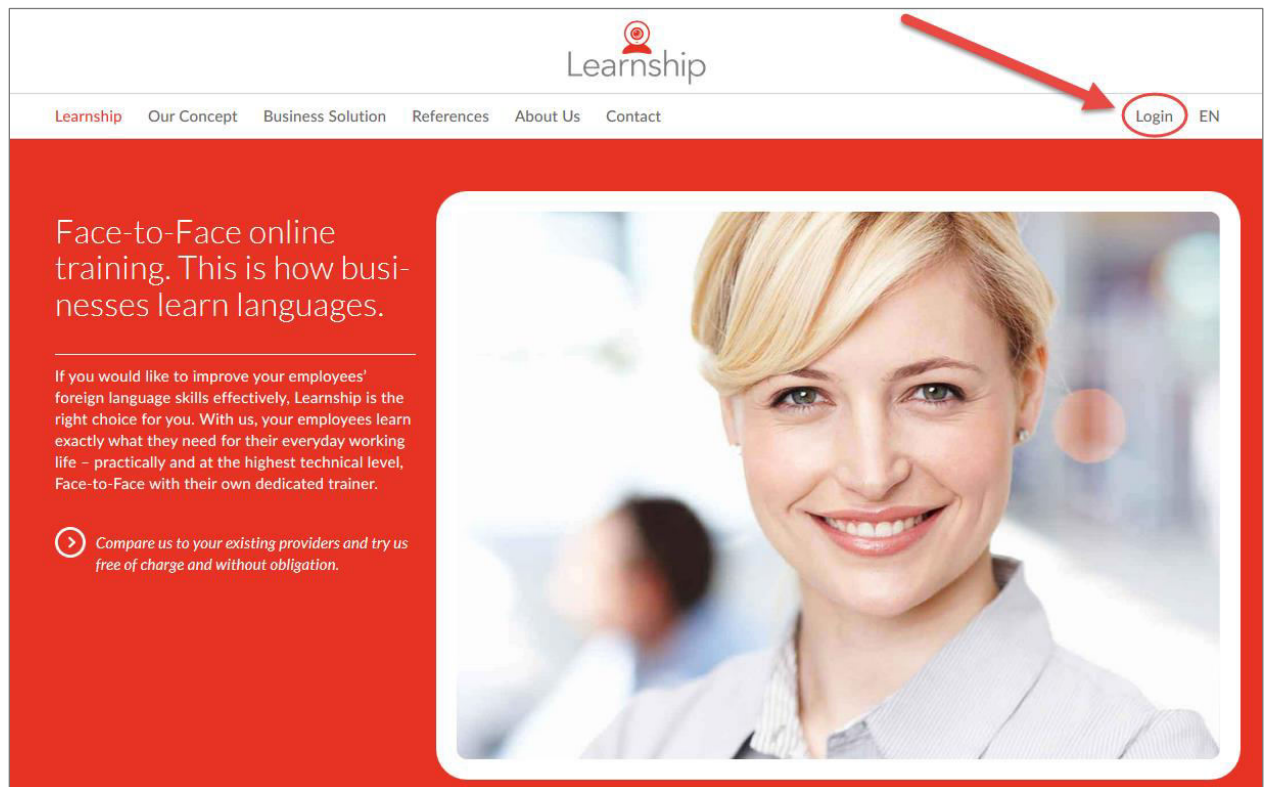 Learnship
Learnship Our Concept Business Solution References About Us Contact Login EN
Face-to-Face online
training. This is how busi-
nesses learn languages.
If you would like to improve your employees'
foreign language skills effectively, Learnship is the
right choice for you. With us, your employees learn
exactly what they need for their everyday working
life – practically and at the highest technical level,
Face-to-Face with their own dedicated trainer.
Compare us to your existing providers and try us
free of charge and without obligation.